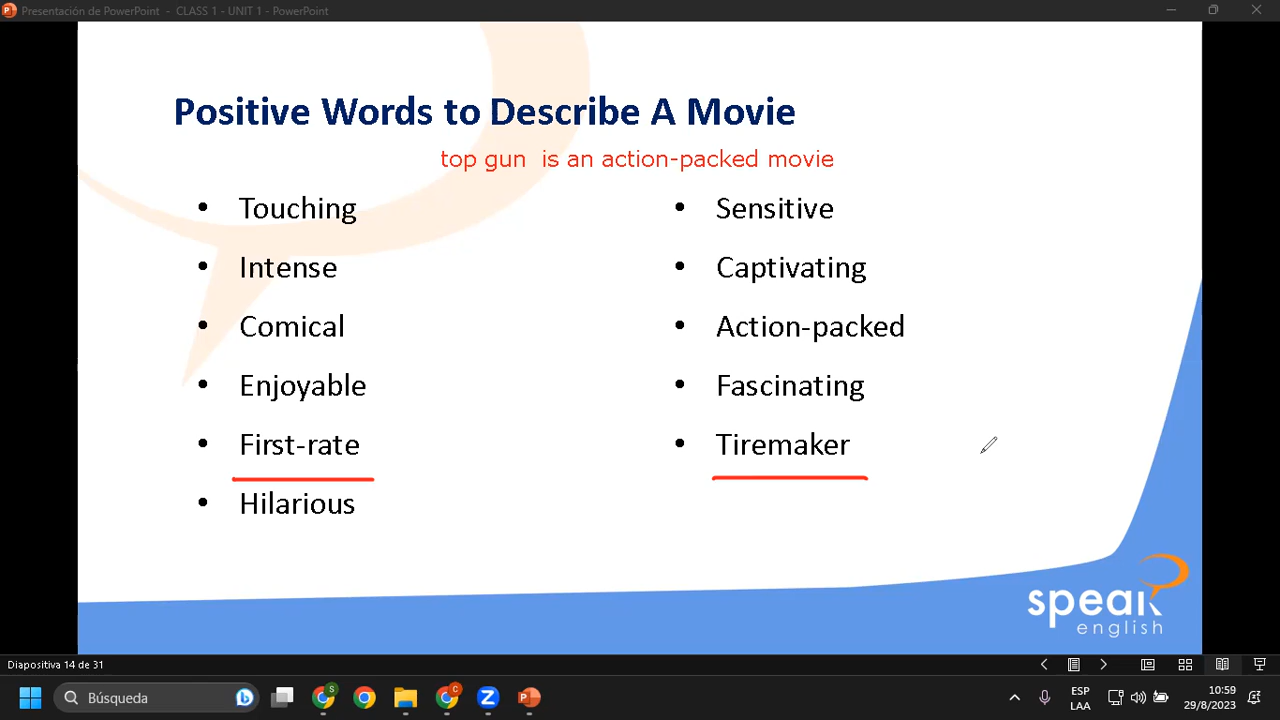 Presentación de PowerPoint - CLASS 1 - UNIT 1 - PowerPoint
Positive Words to Describe A Movie
top gun is an action-packed movie
• Touching
• Intense
• Comical
• Enjoyable
• First-rate
• Hilarious
• Sensitive
• Captivating
• Action-packed
• Fascinating
• Tiremaker
speak
english
Diapositiva 14 de 31
Búsqueda
S
C
ESP
LAA
10:59
29/8/2023